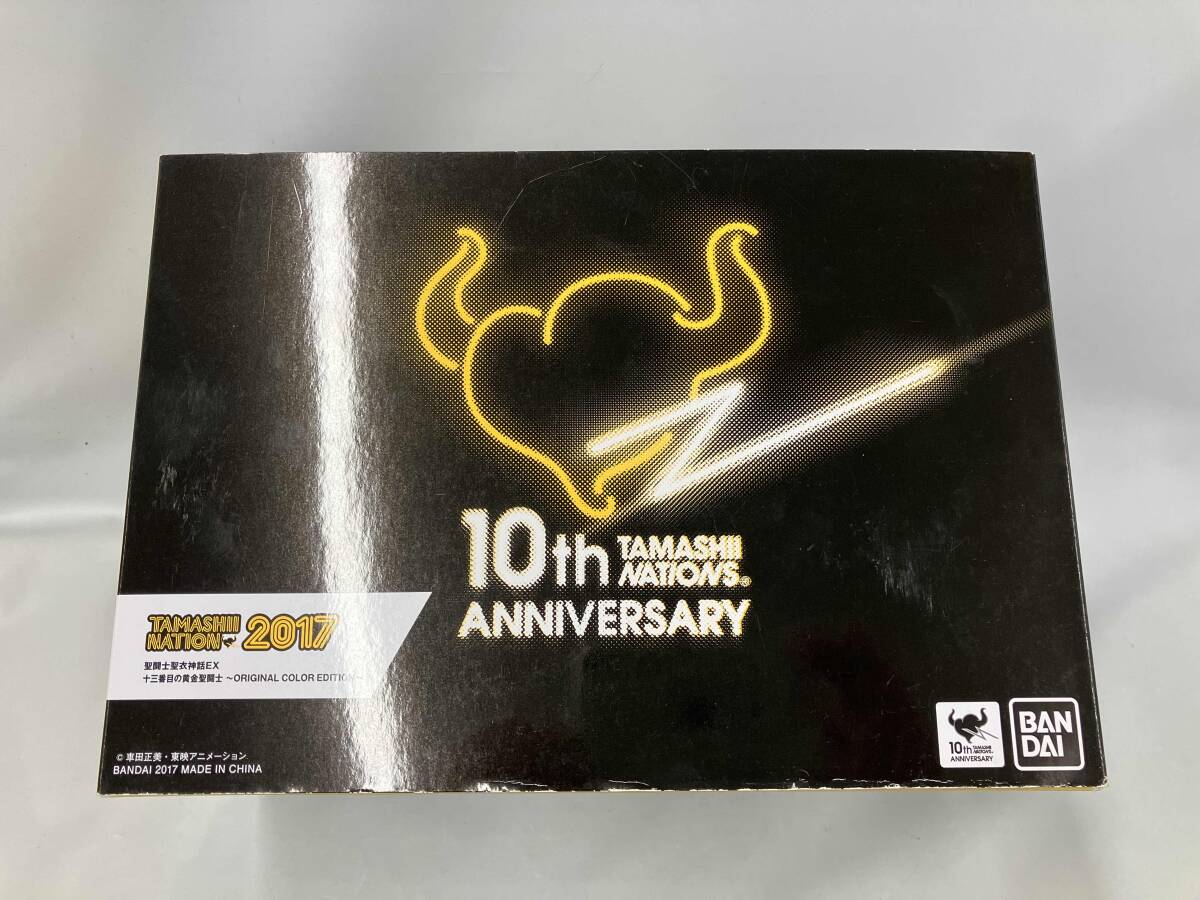 10th TAMASHII NATIONS®
ANNIVERSARY
TAMASHII NATION 2017
聖闘士聖衣神話EX
十三番目の黄金聖闘士 ～ORIGINAL COLOR EDITION～
© 車田正美・東映アニメーション
BANDAI 2017 MADE IN CHINA
10th TAMASHII NATIONS®
ANNIVERSARY
BAN
DAI